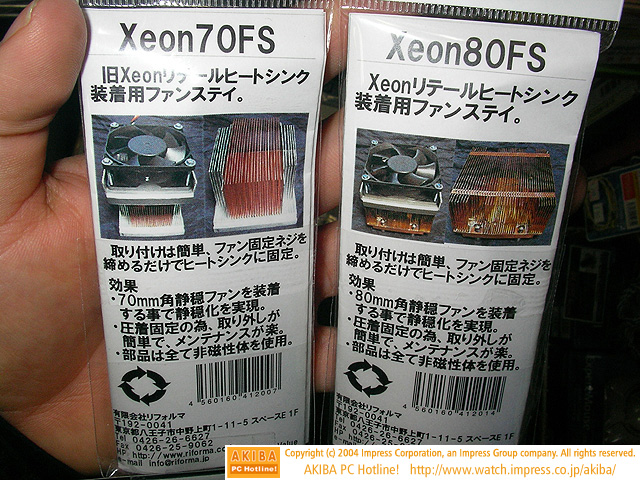 Xeon70FS
旧Xeonリテールヒートシンク
装着用ファンステイ。
取り付けは簡単、ファン固定ネジを
締めるだけでヒートシンクに固定。
効果
・70mm角静穏ファンを装着
する事で静穏化を実現。
・圧着固定の為、取り外しが
簡単で、メンテナンスが楽。
・部品は全て非磁性体を使用。
4 560160 412007
有限会社リフォルマ
〒192-0041
東京都八王子市中野上町1-11-5 スペースE 1F
Tel 0426-26-6627
Fax 0426-25-9062
HP http://www.riforma.co
e-mail info@riforma.c
Value
Xeon80FS
Xeonリテールヒートシンク
装着用ファンステイ。
取り付けは簡単、ファン固定ネジを
締めるだけでヒートシンクに固定。
効果
・80mm角静穏ファンを装着
する事で静穏化を実現。
・圧着固定の為、取り外しが
簡単で、メンテナンスが楽。
・部品は全て非磁性体を使用。
4 560160 412014
有限会社リフォルマ
〒192-0041
東京都八王子市中野上町1-11-5 スペースE 1F
Tel 0426-26-6627
AKIBA
PC Hotline!
Copyright (c) 2004 Impress Corporation, an Impress Group company. All rights reserved.
AKIBA PC Hotline! http://www.watch.impress.co.jp/akiba/